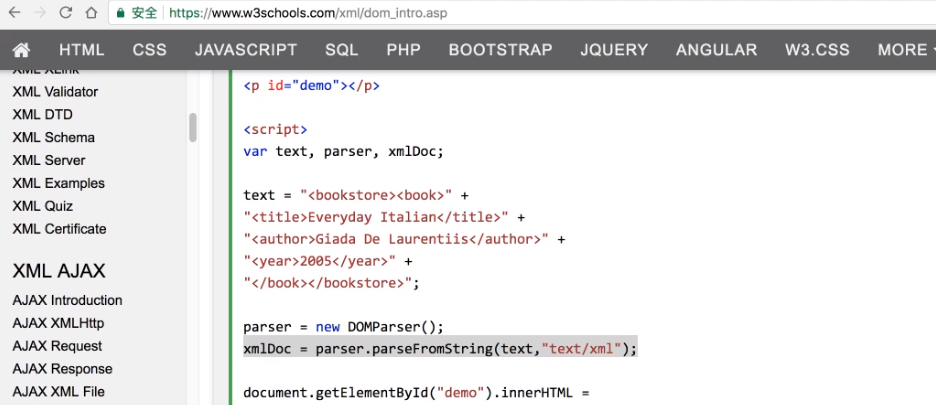 安全 https://www.w3schools.com/xml/dom_intro.asp
HTML CSS JAVASCRIPT SQL PHP BOOTSTRAP JQUERY ANGULAR W3.CSS MORE
XML XLink
XML Validator
XML DTD
XML Schema
XML Server
XML Examples
XML Quiz
XML Certificate
XML AJAX
AJAX Introduction
AJAX XMLHttp
AJAX Request
AJAX Response
AJAX XML File
<p id="demo"></p>
<script>
var text, parser, xmlDoc;
text = "<bookstore><book>" +
"<title>Everyday Italian</title>" +
"<author>Giada De Laurentiis</author>" +
"<year>2005</year>" +
"</book></bookstore>";
parser = new DOMParser();
xmlDoc = parser.parseFromString(text,"text/xml");
document.getElementById("demo").innerHTML =